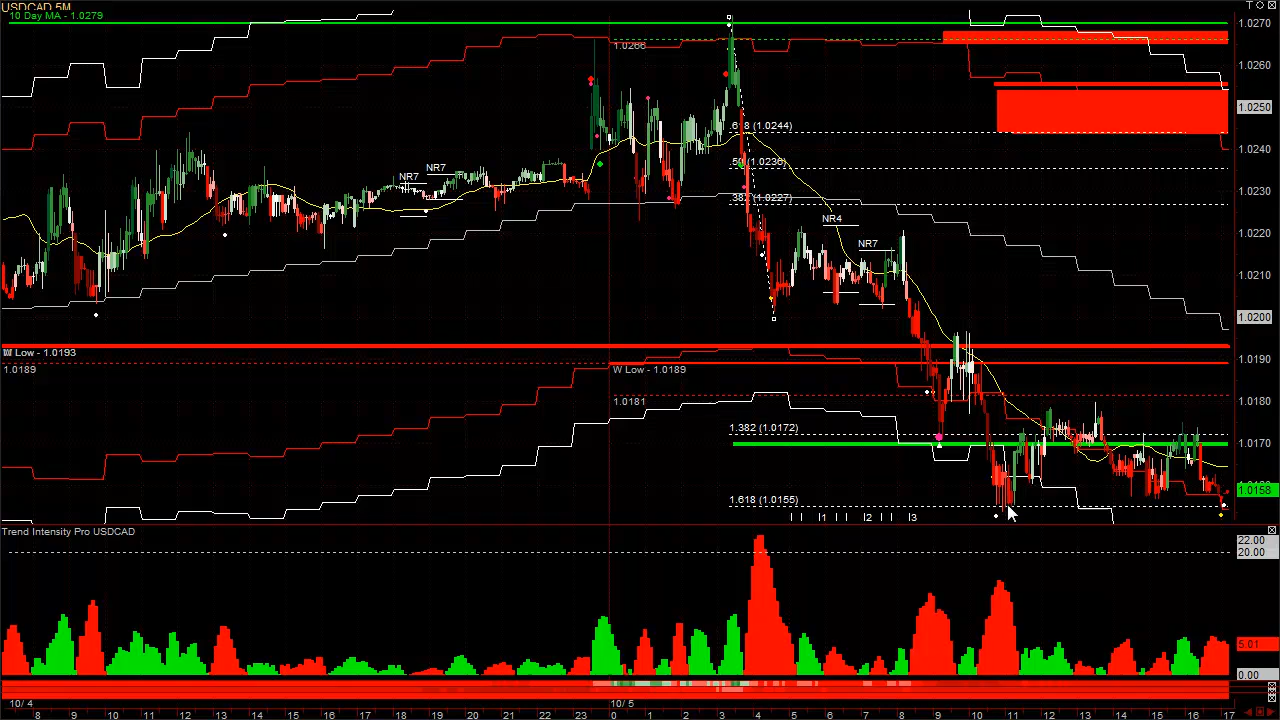 USDCAD 5M
10 Day MA - 1.0279
1.0270
1.0266
1.0260
1.0250
.618 (1.0244)
1.0240
.50 (1.0236)
NR7
NR7
1.0230
.382 (1.0227)
NR4
1.0220
NR7
1.0210
1.0200
W Low - 1.0193
1.0190
1.0189
W Low - 1.0189
1.0181
1.0180
1.382 (1.0172)
1.0170
1.0158
1.618 (1.0155)
1 2 3
Trend Intensity Pro USDCAD
22.00
20.00
5.01
0.00
10/ 4 10/ 5
8 9 10 11 12 13 14 15 16 17 18 19 20 21 22 23 0 1 2 3 4 5 6 7 8 9 10 11 12 13 14 15 16 17